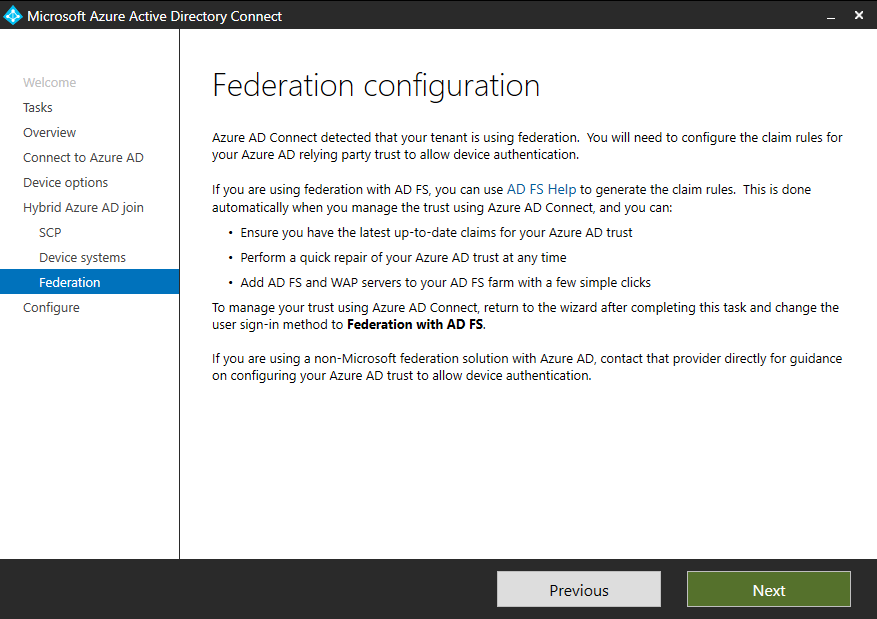 Microsoft Azure Active Directory Connect
Welcome
Tasks
Overview
Connect to Azure AD
Device options
Hybrid Azure AD join
SCP
Device systems
Federation
Configure
Federation configuration
Azure AD Connect detected that your tenant is using federation.  You will need to configure the claim rules for
your Azure AD relying party trust to allow device authentication.
If you are using federation with AD FS, you can use AD FS Help to generate the claim rules.  This is done
automatically when you manage the trust using Azure AD Connect, and you can:
• Ensure you have the latest up-to-date claims for your Azure AD trust
• Perform a quick repair of your Azure AD trust at any time
• Add AD FS and WAP servers to your AD FS farm with a few simple clicks
To manage your trust using Azure AD Connect, return to the wizard after completing this task and change the
user sign-in method to Federation with AD FS.
If you are using a non-Microsoft federation solution with Azure AD, contact that provider directly for guidance
on configuring your Azure AD trust to allow device authentication.
Previous
Next